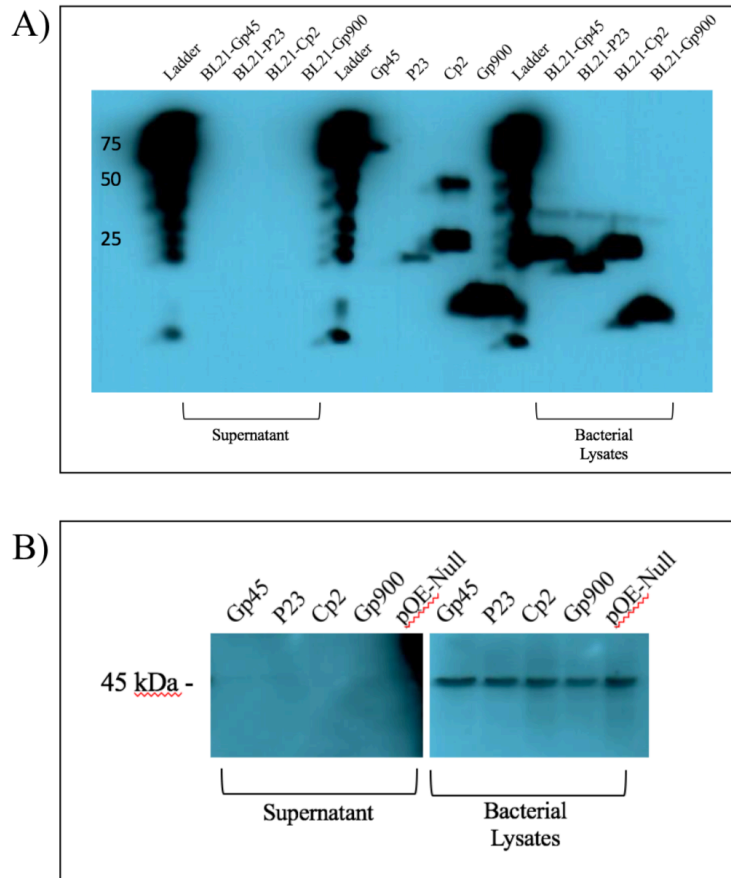 A)
Ladder
BL21-Gp45
BL21-P23
BL21-Cp2
BL21-Gp900
Ladder
Gp45
P23
Cp2
Gp900
Ladder
BL21-Gp45
BL21-P23
BL21-Cp2
BL21-Gp900
75
50
25
Supernatant
Bacterial
Lysates
B)
Gp45
P23
Cp2
Gp900
pQE-Null
Gp45
P23
Cp2
Gp900
pQE-Null
45 kDa -
Supernatant
Bacterial
Lysates